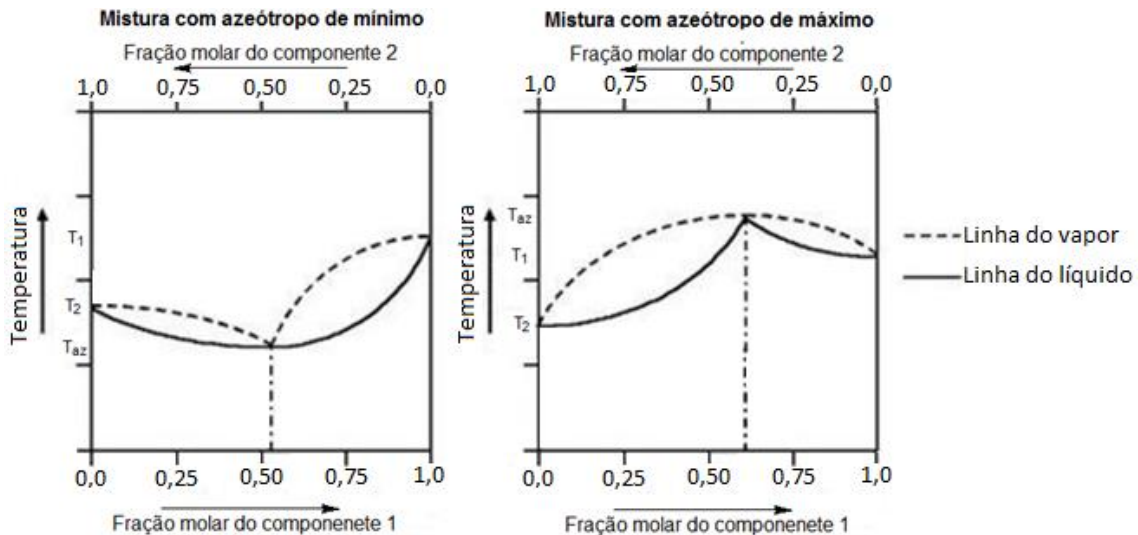 Mistura com azeótropo de mínimo
Fração molar do componente 2
1,0 0,75 0,50 0,25 0,0
Temperatura
T1
T2
Taz
0,0 0,25 0,50 0,75 1,0
Fração molar do componenete 1
Mistura com azeótropo de máximo
Fração molar do componente 2
1,0 0,75 0,50 0,25 0,0
Temperatura
Taz
T1
T2
0,0 0,25 0,50 0,75 1,0
Fração molar do componente 1
Linha do vapor
Linha do líquido